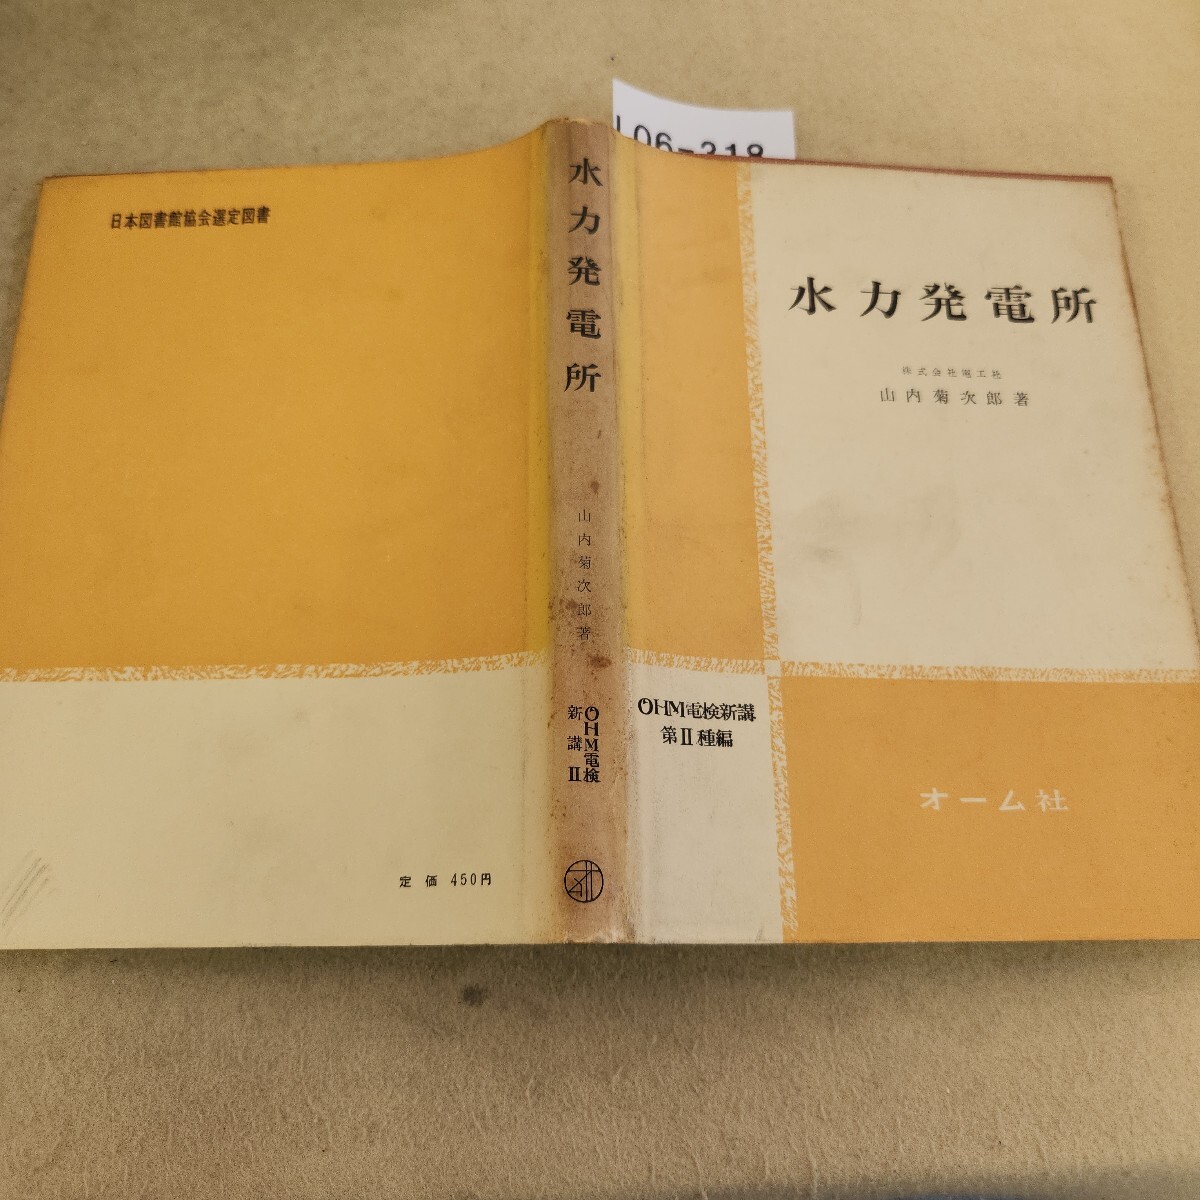 LO6-318
日本図書館協会選定図書
定価 450円
水力発電所
山内菊次郎著
OHM電検
新講II
水力発電所
株式会社電工社
山内菊次郎著
OHM電検新講
第II種編
オーム社